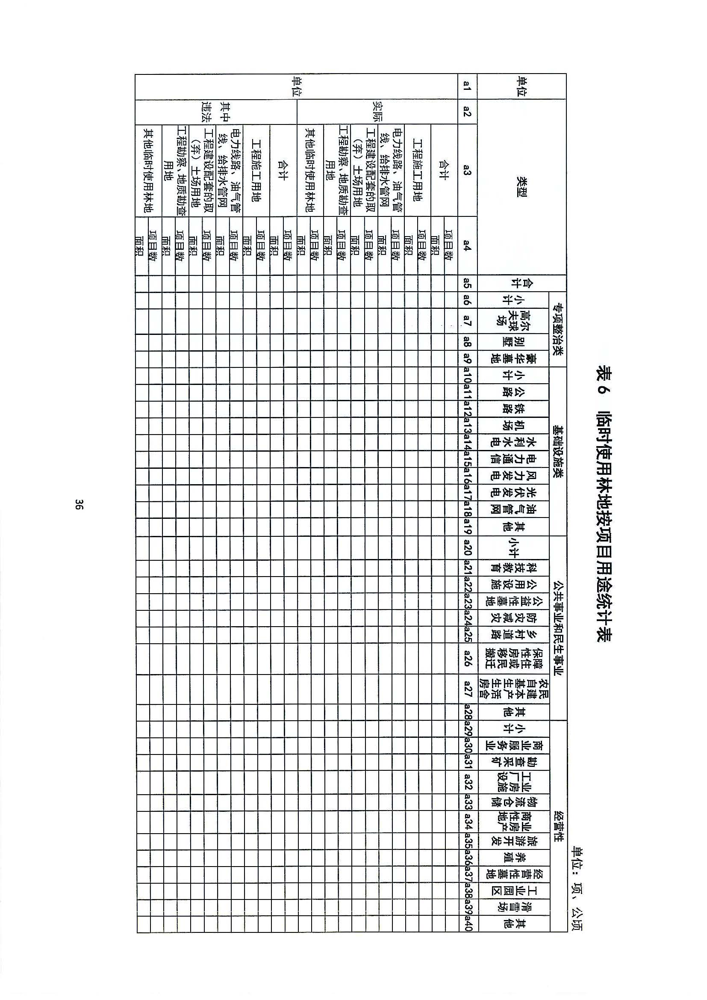 表 6 临时使用林地按项目用途统计表
单位：项、公顷
单位 类型 合计 专项整治类 基础设施类 公共事业和民生事业 经营性
小计 高尔夫球场 别墅 豪华墓地 小计 公路 铁路 机场 水利水电 电力通信 风力发电 光伏发电 油气管网 其他 小计 科技教育 公用设施 公益性墓地 防灾减灾 乡村道路 保障性住房或移民搬迁 农民自建基本生产生活房舍 其他 小计 商业服务业 勘查采矿 工业厂房设施 物流仓储 商业性房地产 旅游开发 养殖 经营性墓地 工业园区 滑雪场 其他
a1 a2 a3 a4 a5 a6 a7 a8 a9 a10 a11 a12 a13 a14 a15 a16 a17 a18 a19 a20 a21 a22 a23 a24 a25 a26 a27 a28 a29 a30 a31 a32 a33 a34 a35 a36 a37 a38 a39 a40
单位 实际 合计 项目数
面积
工程施工用地 项目数
面积
电力线路、油气管 项目数
线、给排水管网 面积
工程建设配套的取 项目数
（弃）土场用地 面积
工程勘察、地质勘查 项目数
用地 面积
其他临时使用林地 项目数
面积
其中
违法 合计 项目数
面积
工程施工用地 项目数
面积
电力线路、油气管 项目数
线、给排水管网 面积
工程建设配套的取 项目数
（弃）土场用地 面积
工程勘察、地质勘查 项目数
用地 面积
其他临时使用林地 项目数
面积
36